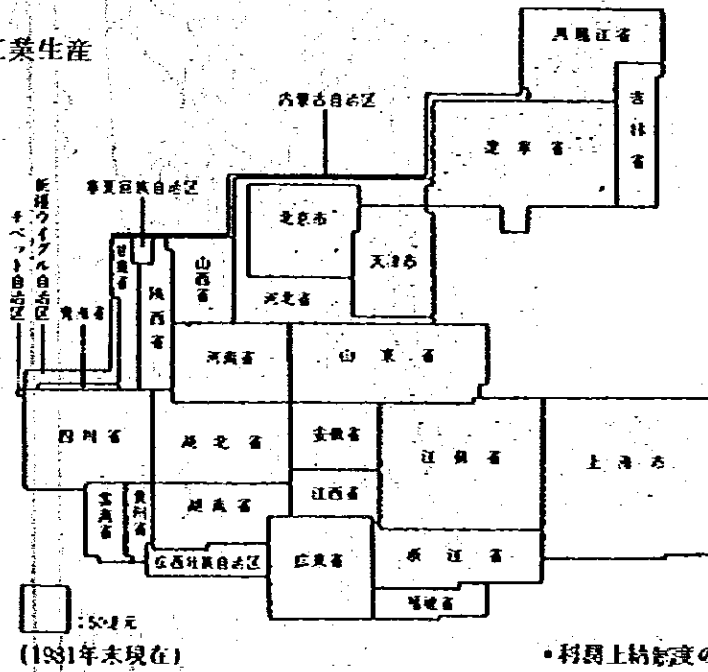 工業生産
黒竜江省
吉林省
内蒙古自治区
遼寧省
寧夏回族自治区
新疆ウイグル自治区
チベット自治区
北京市
天津市
甘粛省
山西省
陝西省
河北省
青海省
河南省
山東省
四川省
湖北省
安徽省
江蘇省
上海市
雲南省
貴州省
湖南省
江西省
広西壮族自治区
広東省
浙江省
福建省
:50億元
(1981年末現在)